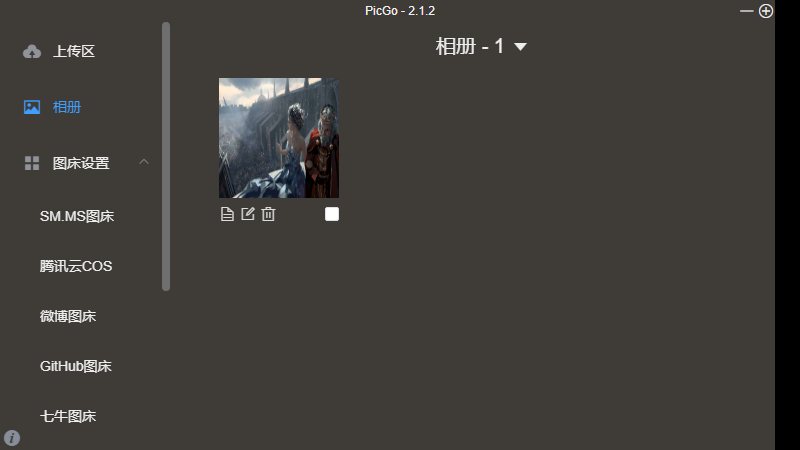 PicGo - 2.1.2
上传区
相册
图床设置
SM.MS图床
腾讯云COS
微博图床
GitHub图床
七牛图床
相册 - 1